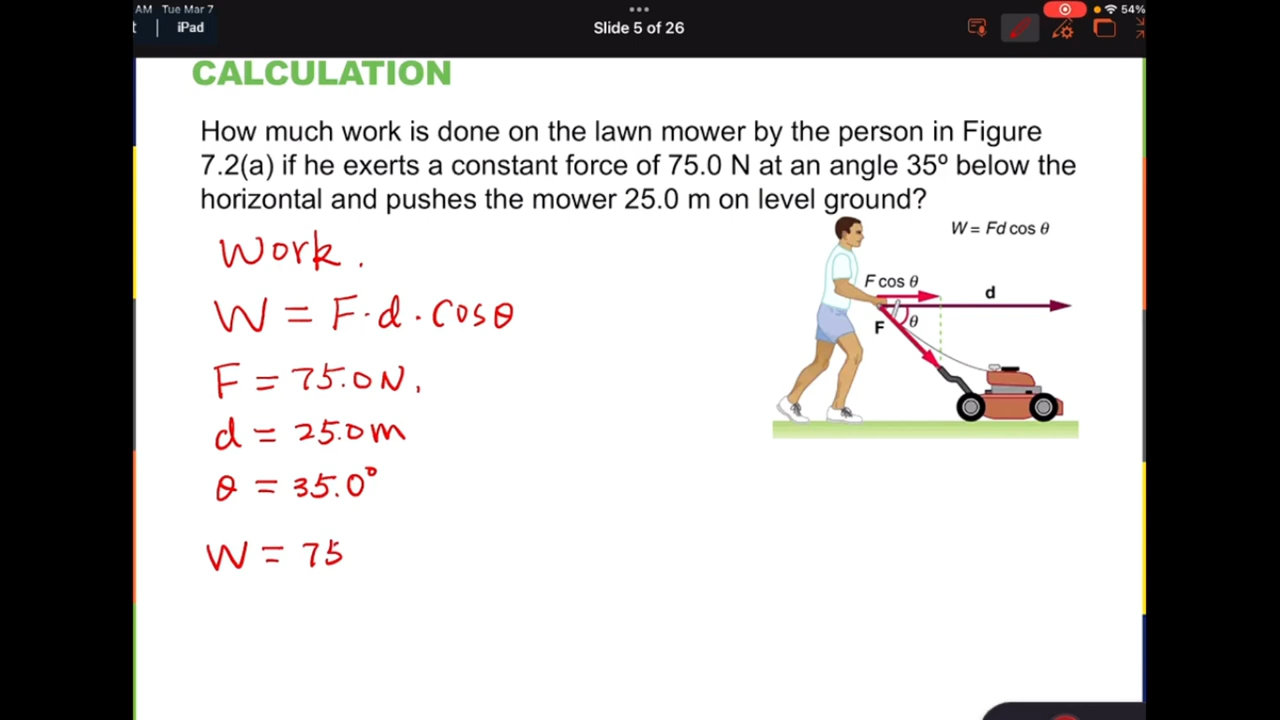 AM Tue Mar 7
54%
t | iPad
Slide 5 of 26
CALCULATION
How much work is done on the lawn mower by the person in Figure
7.2(a) if he exerts a constant force of 75.0 N at an angle 35º below the
horizontal and pushes the mower 25.0 m on level ground?
W = Fd cos θ
Work.
F cos θ
d
W = F·d·cosθ
F
θ
F = 75.0N,
d = 25.0m
θ = 35.0°
W = 75